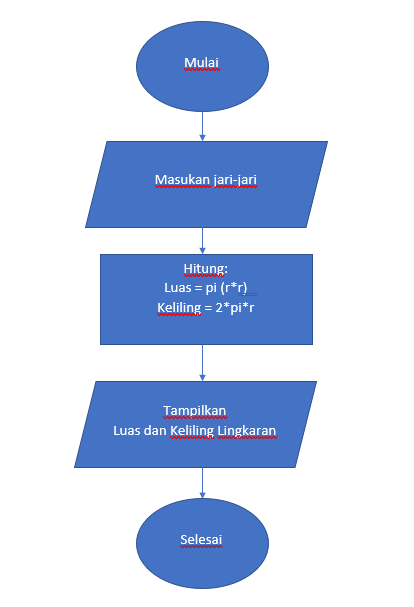 Mulai
Masukan jari-jari
Hitung:
Luas = pi (r*r)
Keliling = 2*pi*r
Tampilkan
Luas dan Keliling Lingkaran
Selesai